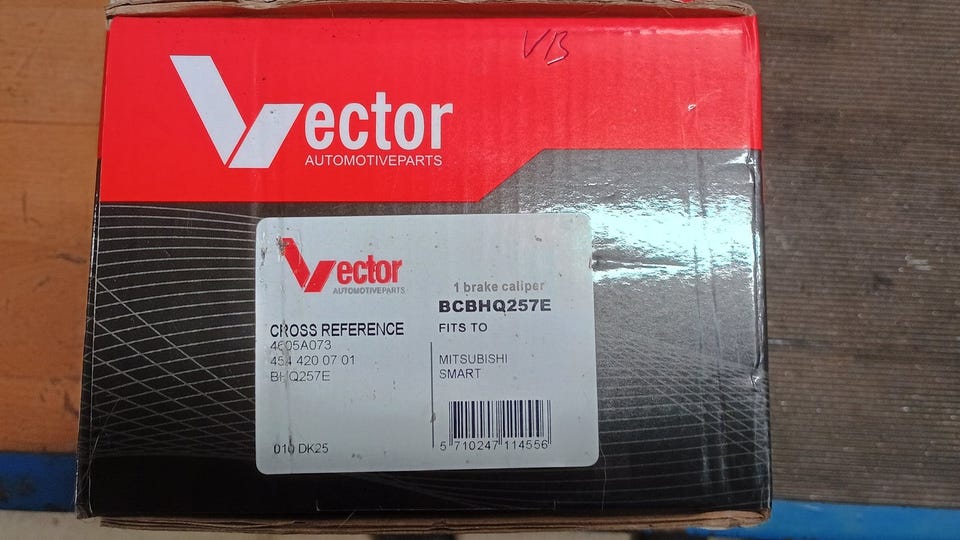 VB
Vector
AUTOMOTIVEPARTS
Vector
AUTOMOTIVEPARTS
1 brake caliper
BCBHQ257E
CROSS REFERENCE
4605A073
454 420 07 01
BHQ257E
FITS TO
MITSUBISHI
SMART
5 710247 114556
010 DK25